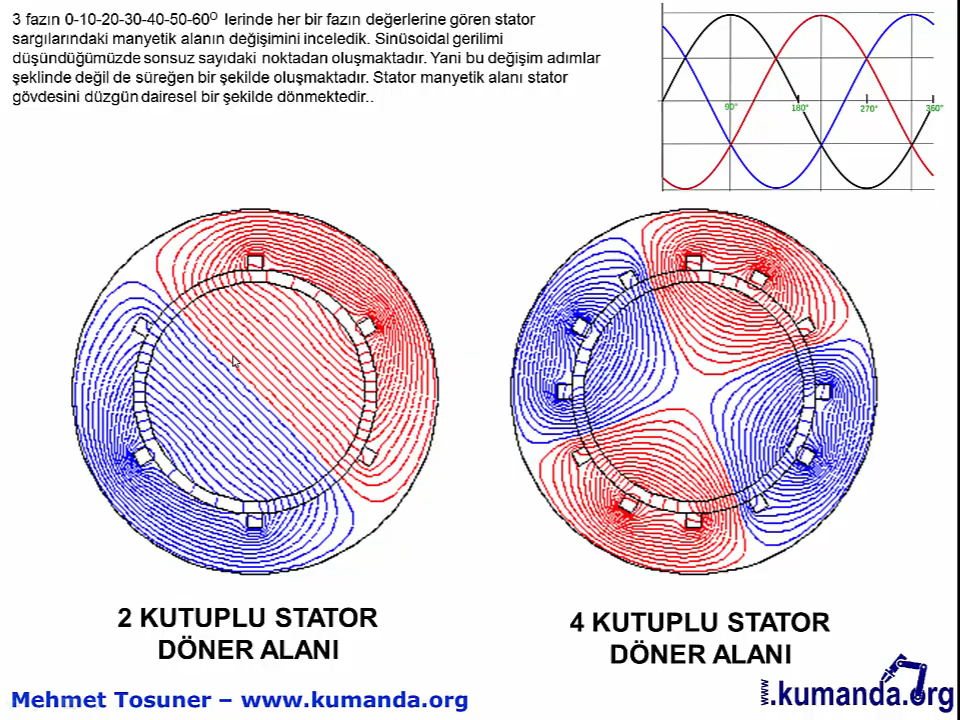 3 fazın 0-10-20-30-40-50-60⁰ lerinde her bir fazın değerlerine gören stator
sargılarındaki manyetik alanın değişimini inceledik. Sinüsoidal gerilimi
düşündüğümüzde sonsuz sayıdaki noktadan oluşmaktadır. Yani bu değişim adımlar
şeklinde değil de süreğen bir şekilde oluşmaktadır. Stator manyetik alanı stator
gövdesini düzgün dairesel bir şekilde dönmektedir..
90° 180° 270° 360°
2 KUTUPLU STATOR
DÖNER ALANI
4 KUTUPLU STATOR
DÖNER ALANI
Mehmet Tosuner – www.kumanda.org
www.kumanda.org